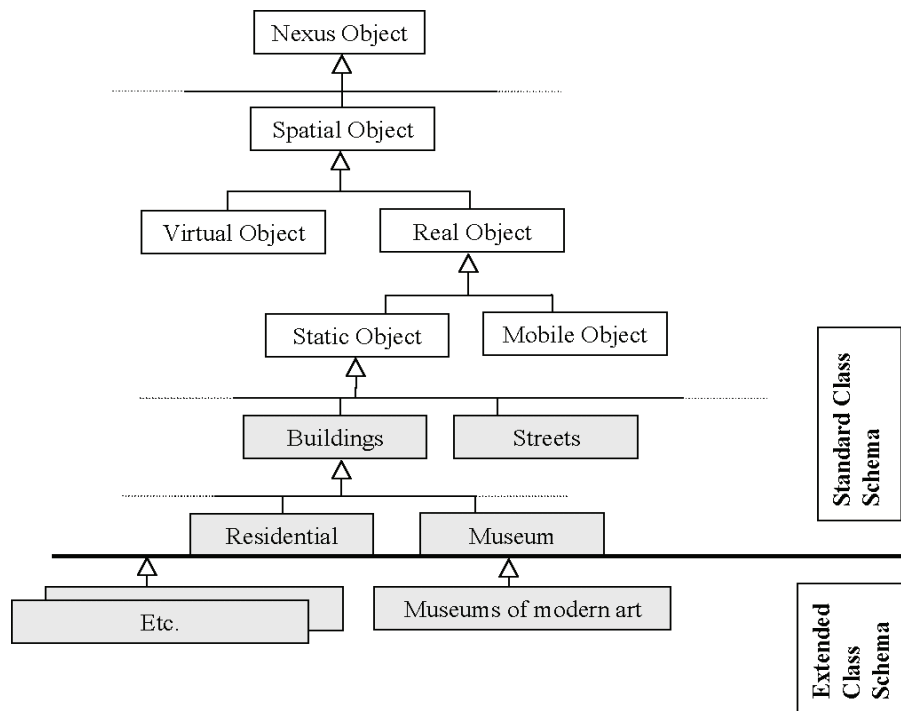 Nexus Object
Spatial Object
Virtual Object
Real Object
Static Object
Mobile Object
Buildings
Streets
Residential
Museum
Standard Class
Schema
Etc.
Museums of modern art
Extended
Class
Schema